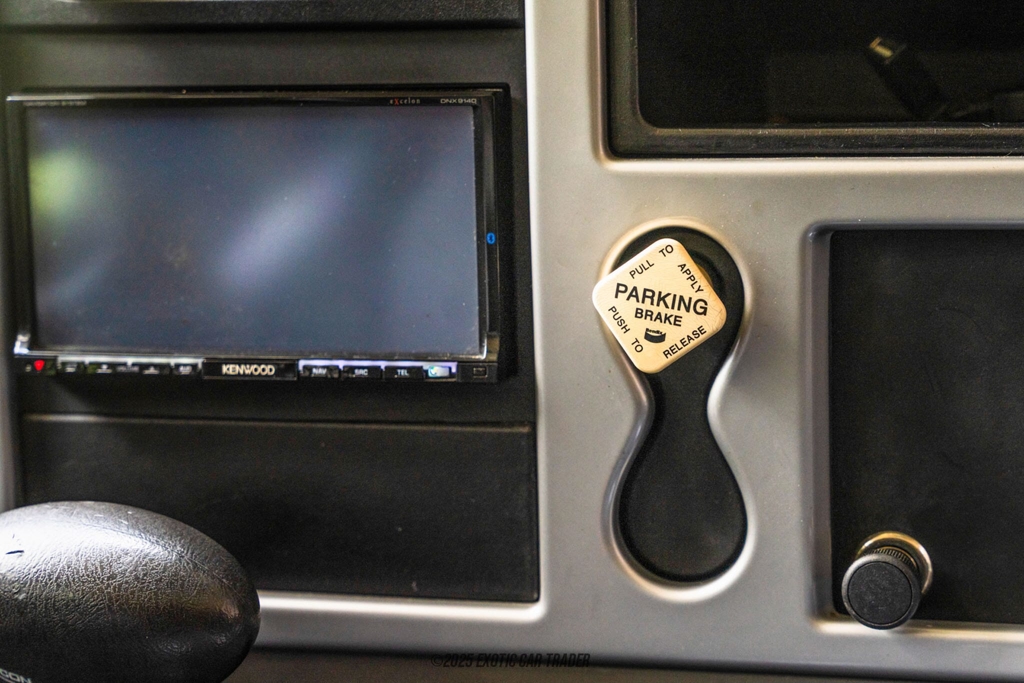 eXcelon DNX9140
KENWOOD
NAV SRC TEL
PULL TO APPLY
PARKING
BRAKE
PUSH TO RELEASE
©2025 EXOTIC CAR TRADER